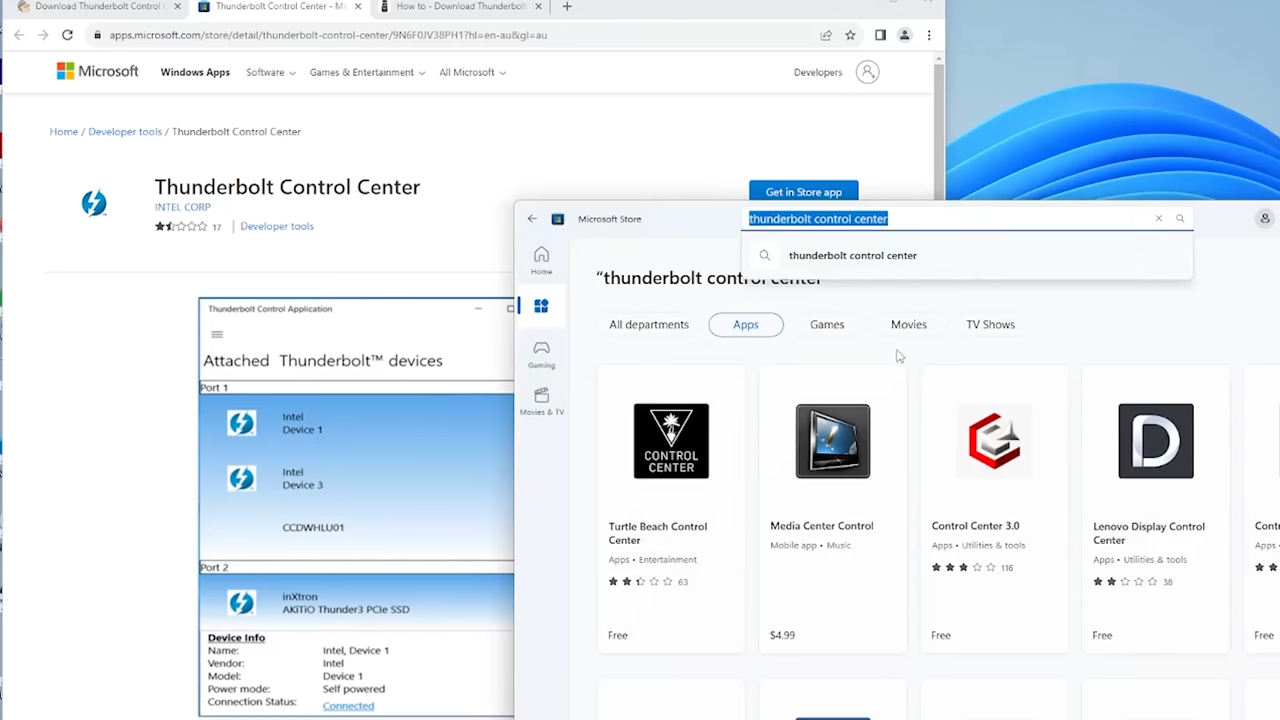 Download Thunderbolt Control C
Thunderbolt Control Center - Mi
How to - Download Thunderbolt
apps.microsoft.com/store/detail/thunderbolt-control-center/9N6F0JV38PH1?hl=en-au&gl=au
Microsoft
Windows Apps
Software
Games & Entertainment
All Microsoft
Developers
Home / Developer tools / Thunderbolt Control Center
Thunderbolt Control Center
INTEL CORP
17
Developer tools
Get in Store app
Thunderbolt Control Application
Attached Thunderbolt™ devices
Port 1
Intel
Device 1
Intel
Device 3
CCDWHLU01
Port 2
inXtron
AKiTiO Thunder3 PCIe SSD
Device Info
Name: Intel, Device 1
Vendor: Intel
Model: Device 1
Power mode: Self powered
Connection Status: Connected
Microsoft Store
thunderbolt control center
thunderbolt control center
Home
Gaming
Movies & TV
“thunderbolt control center
All departments
Apps
Games
Movies
TV Shows
CONTROL
CENTER
Turtle Beach Control
Center
Apps • Entertainment
63
Free
Media Center Control
Mobile app • Music
$4.99
Control Center 3.0
Apps • Utilities & tools
116
Free
Lenovo Display Control
Center
Apps • Utilities & tools
38
Free
Cont
Apps •
Free